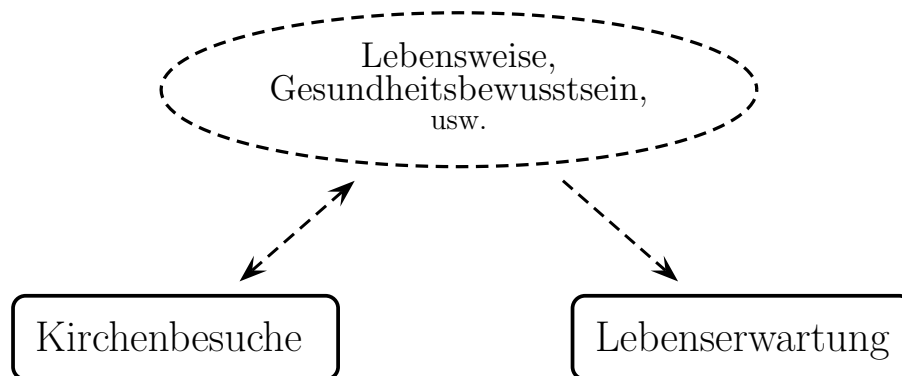 Lebensweise,
Gesundheitsbewusstsein,
usw.
Kirchenbesuche
Lebenserwartung